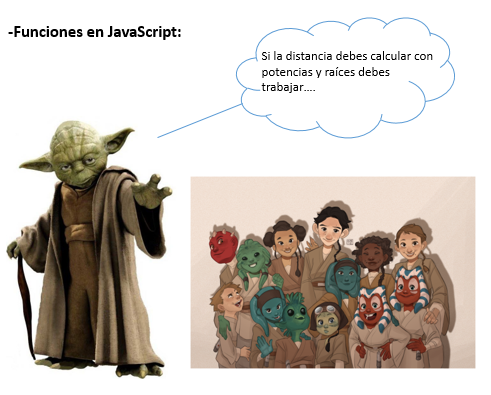 -Funciones en JavaScript:
Si la distancia debes calcular con
potencias y raíces debes
trabajar....